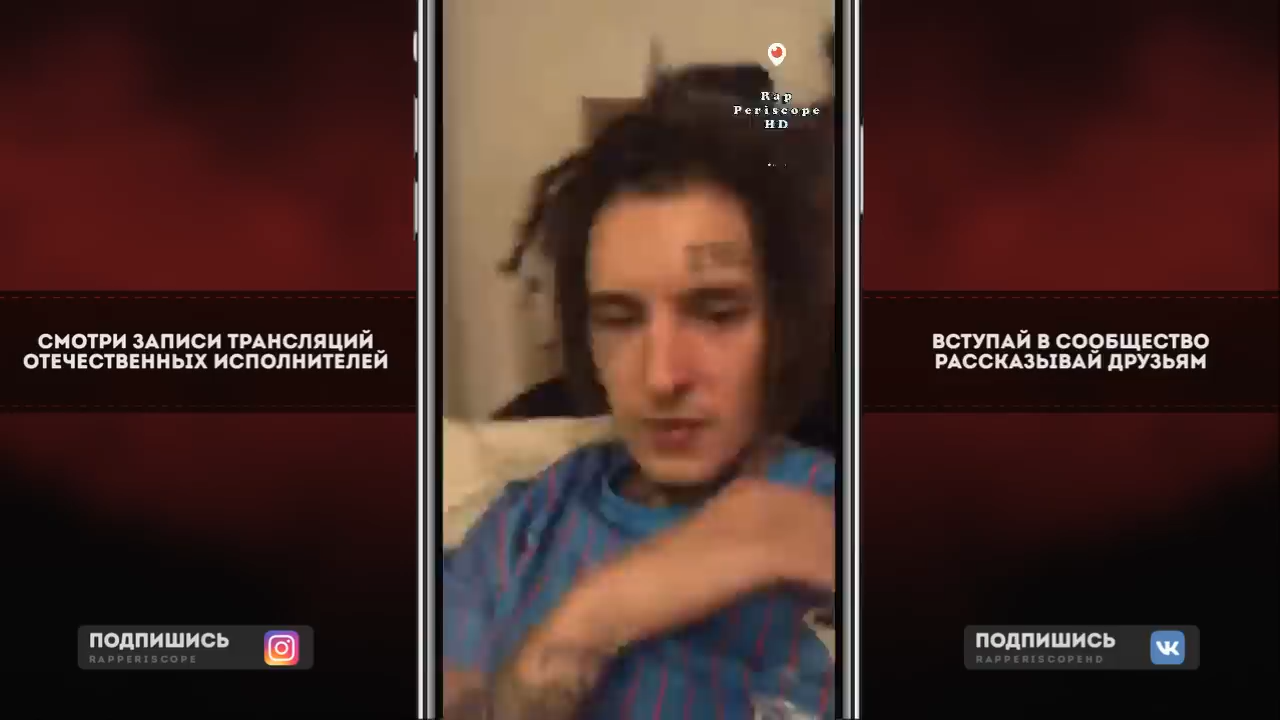 Rap
Periscope
HD
СМОТРИ ЗАПИСИ ТРАНСЛЯЦИЙ
ОТЕЧЕСТВЕННЫХ ИСПОЛНИТЕЛЕЙ
ВСТУПАЙ В СООБЩЕСТВО
РАССКАЗЫВАЙ ДРУЗЬЯМ
ПОДПИШИСЬ
RAPPERISCOPE
ПОДПИШИСЬ
RAPPERISCOPEHD